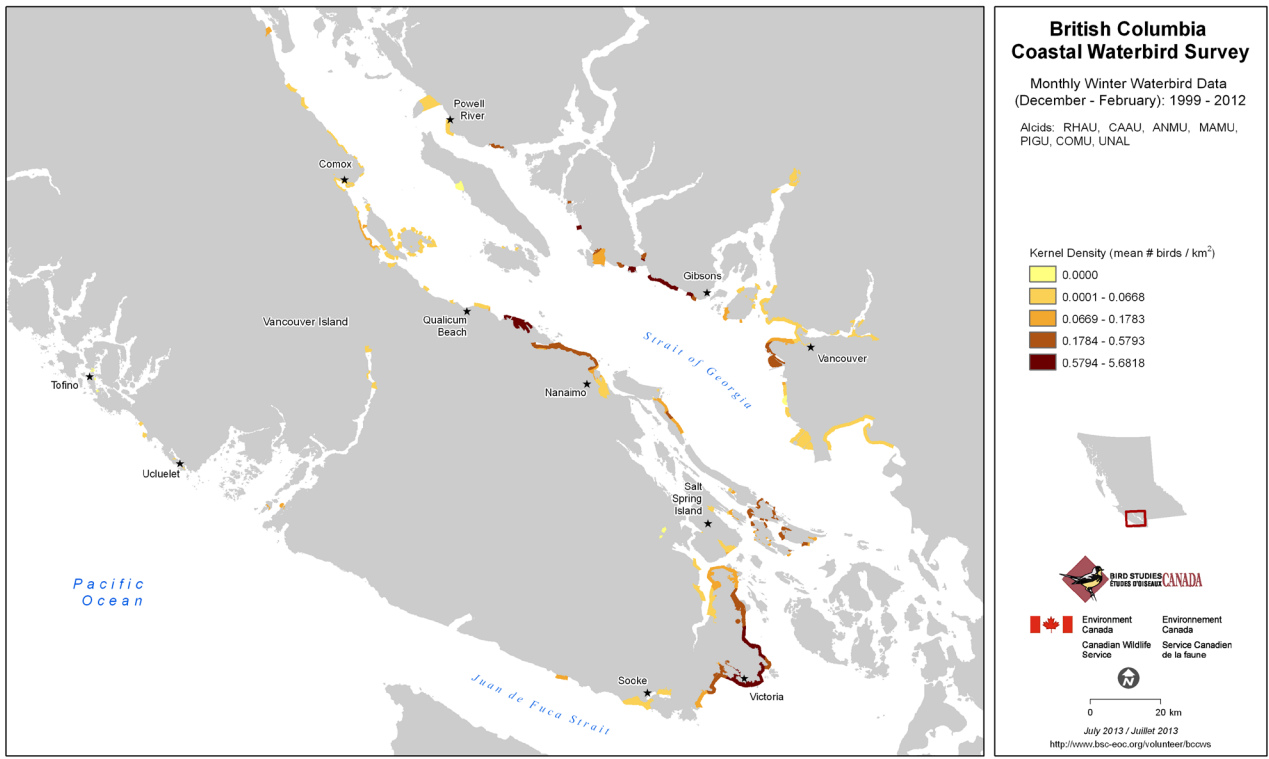 Powell
River
Comox
Gibsons
Vancouver Island
Qualicum
Beach
Strait of Georgia
Vancouver
Tofino
Nanaimo
Ucluelet
Salt
Spring
Island
Pacific
Ocean
Sooke
Victoria
Juan de Fuca Strait
British Columbia
Coastal Waterbird Survey
Monthly Winter Waterbird Data
(December - February): 1999 - 2012
Alcids: RHAU, CAAU, ANMU, MAMU,
PIGU, COMU, UNAL
Kernel Density (mean # birds / km²)
0.0000
0.0001 - 0.0668
0.0669 - 0.1783
0.1784 - 0.5793
0.5794 - 5.6818
BIRD STUDIES
ÉTUDES D'OISEAUX CANADA
Environment Environnement
Canada Canada
Canadian Wildlife Service Canadien
Service de la faune
N
0 20 km
July 2013 / Juillet 2013
http://www.bsc-eoc.org/volunteer/bccws